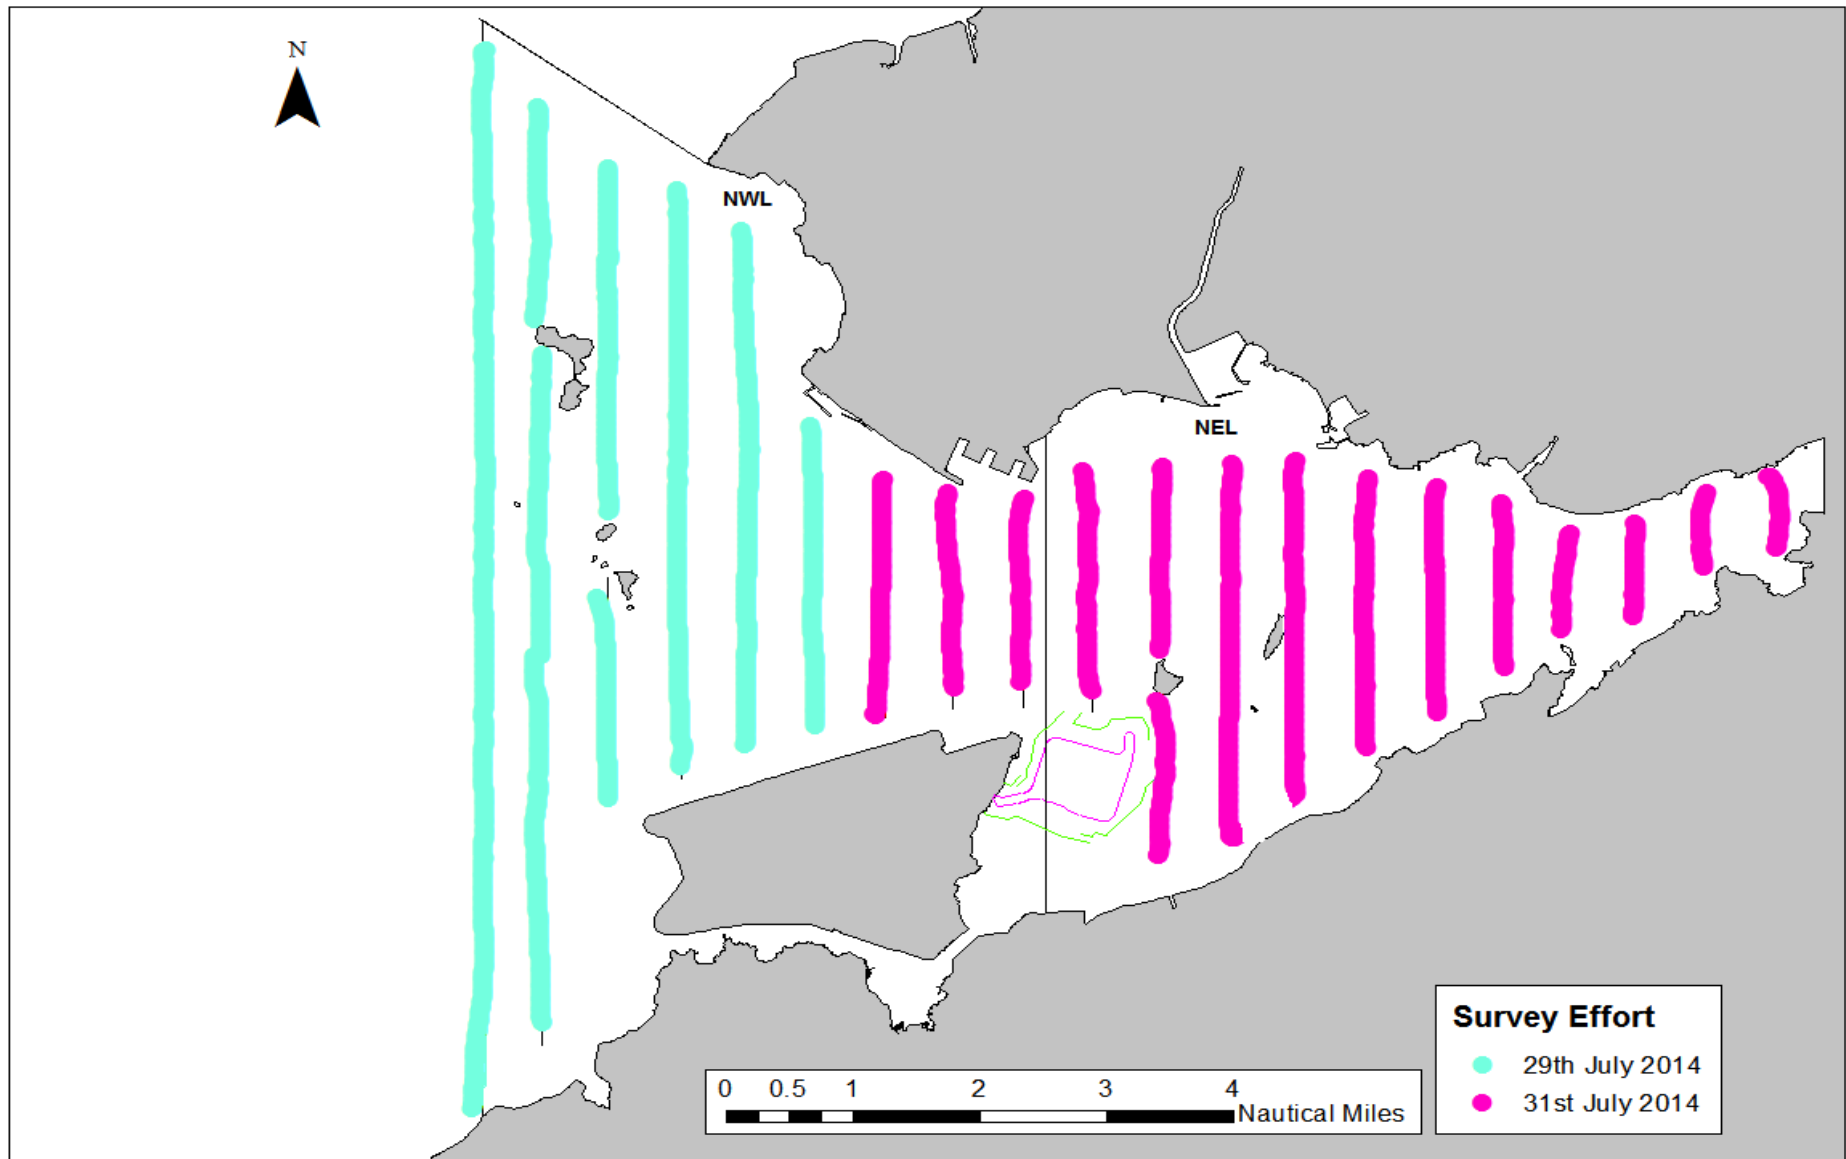 N
NWL
NEL
Survey Effort
29th July 2014
31st July 2014
0 0.5 1 2 3 4
Nautical Miles